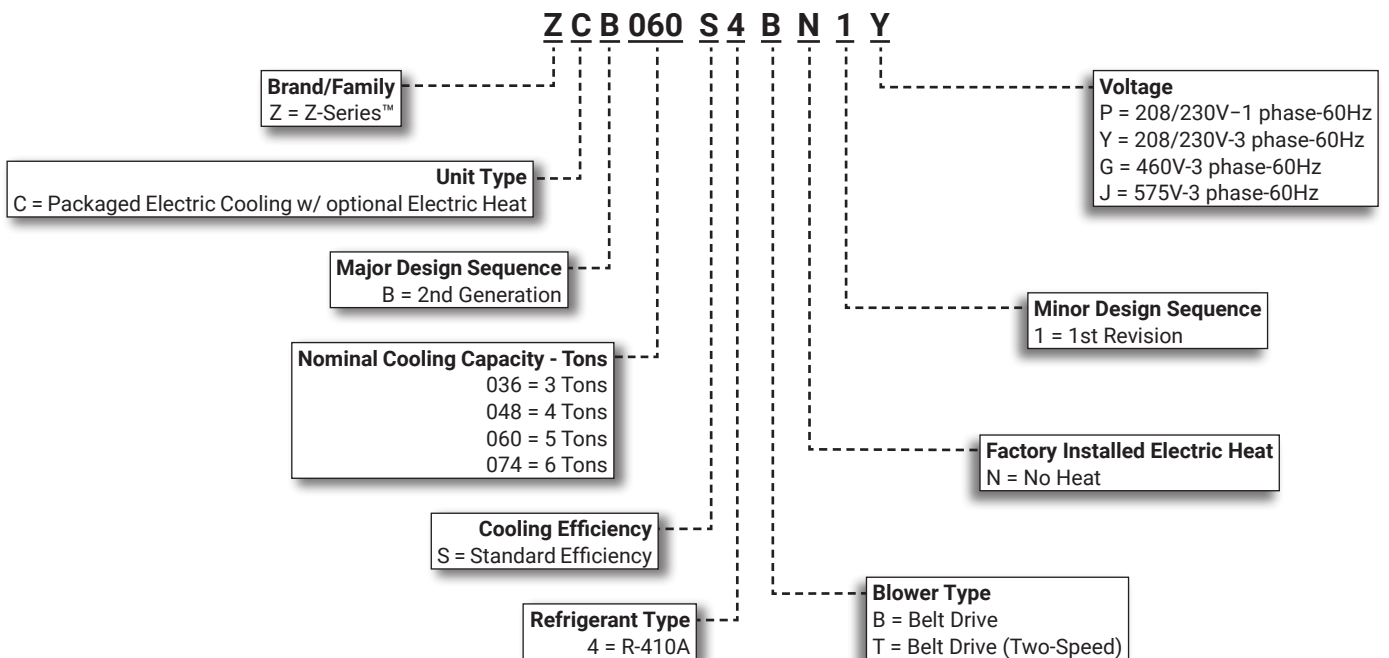 Z C B 060 S 4 B N 1 Y
Brand/Family
Z = Z-Series™
Unit Type
C = Packaged Electric Cooling w/ optional Electric Heat
Major Design Sequence
B = 2nd Generation
Nominal Cooling Capacity - Tons
036 = 3 Tons
048 = 4 Tons
060 = 5 Tons
074 = 6 Tons
Cooling Efficiency
S = Standard Efficiency
Refrigerant Type
4 = R-410A
Voltage
P = 208/230V−1 phase-60Hz
Y = 208/230V-3 phase-60Hz
G = 460V-3 phase-60Hz
J = 575V-3 phase-60Hz
Minor Design Sequence
1 = 1st Revision
Factory Installed Electric Heat
N = No Heat
Blower Type
B = Belt Drive
T = Belt Drive (Two-Speed)